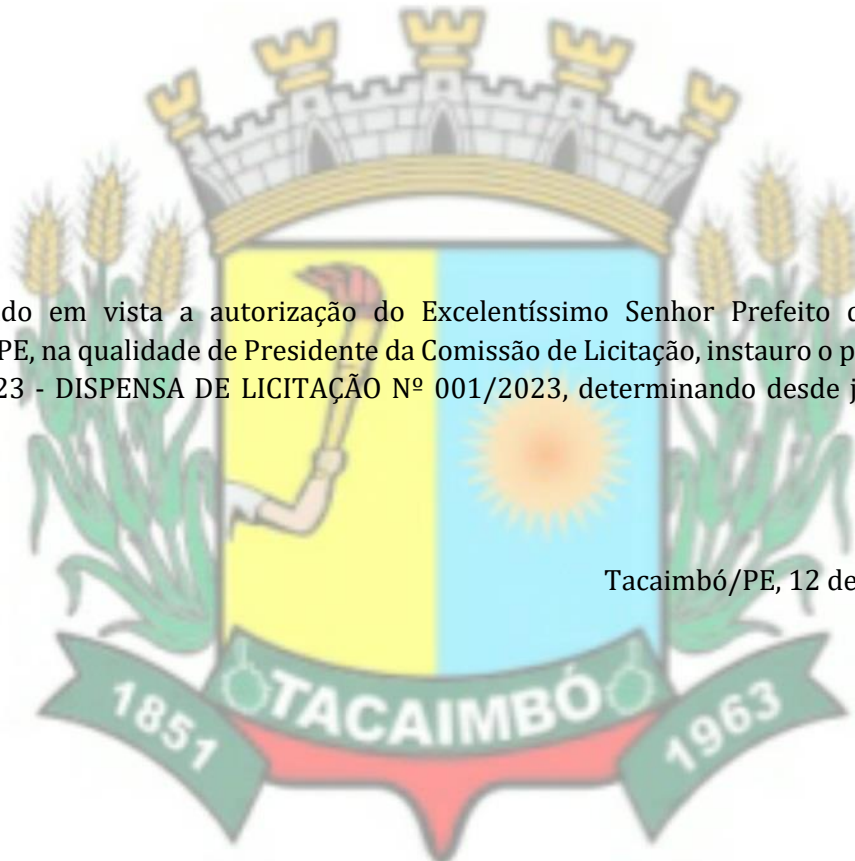 do em vista a autorização do Excelentíssimo Senhor Prefeito
PE, na qualidade de Presidente da Comissão de Licitação, instauro o
23 - DISPENSA DE LICITAÇÃO Nº 001/2023, determinando desde
Tacaimbó/PE, 12 de
TACAIMBÓ
1851
1963